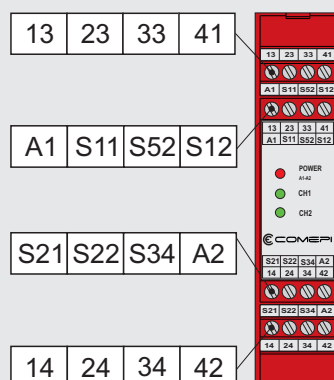 13 23 33 41
13 23 33 41
A1 S11 S52 S12
13 23 33 41
A1 S11 S52 S12
A1 S11 S52 S12
POWER
A1-A2
CH1
CH2
COMEPI
S21 S22 S34 A2
S21 S22 S34 A2
14 24 34 42
S21 S22 S34 A2
14 24 34 42
14 24 34 42